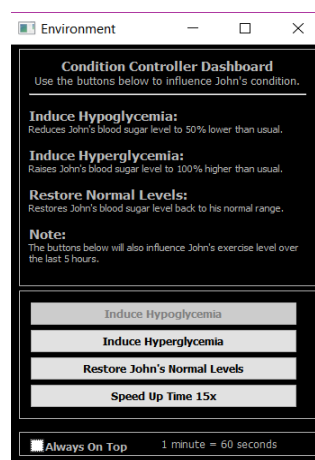 Environment
Condition Controller Dashboard
Use the buttons below to influence John's condition.
Induce Hypoglycemia:
Reduces John's blood sugar level to 50% lower than usual.
Induce Hyperglycemia:
Raises John's blood sugar level to 100% higher than usual.
Restore Normal Levels:
Restores John's blood sugar level back to his normal range.
Note:
The buttons below will also influence John's exercise level over
the last 5 hours.
Induce Hypoglycemia
Induce Hyperglycemia
Restore John's Normal Levels
Speed Up Time 15x
Always On Top
1 minute = 60 seconds